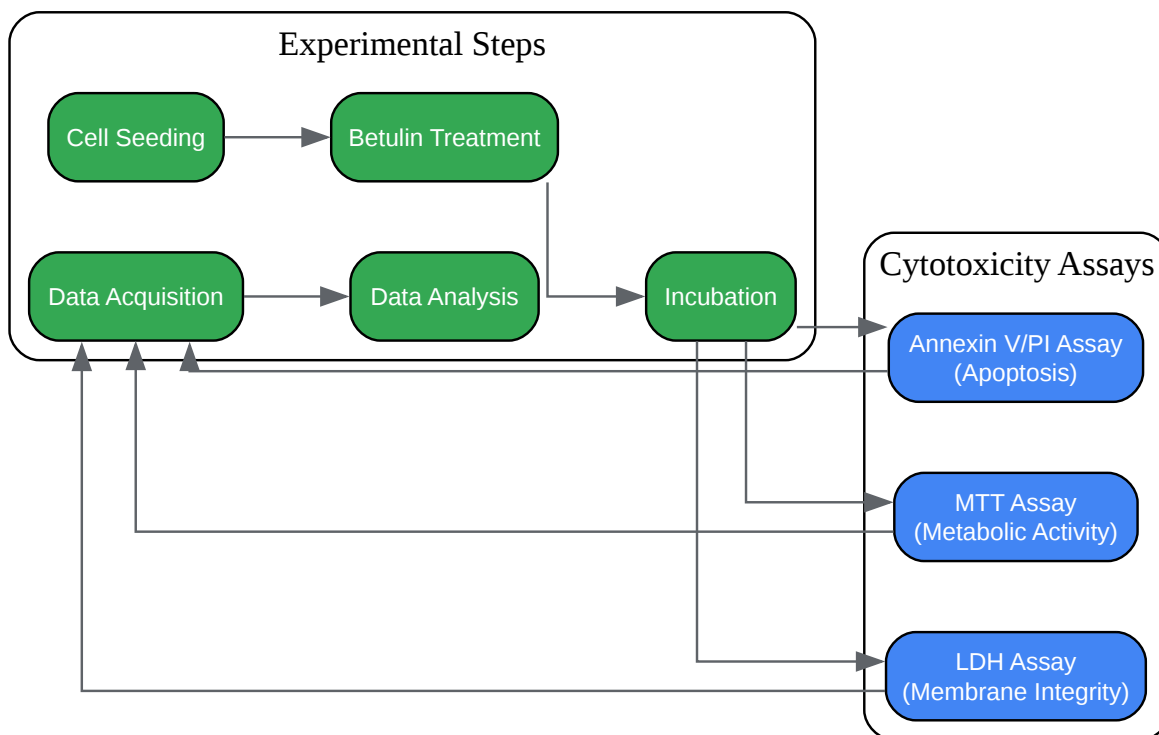 Experimental Steps
Cell Seeding
Betulin Treatment
Data Acquisition
Data Analysis
Incubation
Cytotoxicity Assays
Annexin V/PI Assay
(Apoptosis)
MTT Assay
(Metabolic Activity)
LDH Assay
(Membrane Integrity)